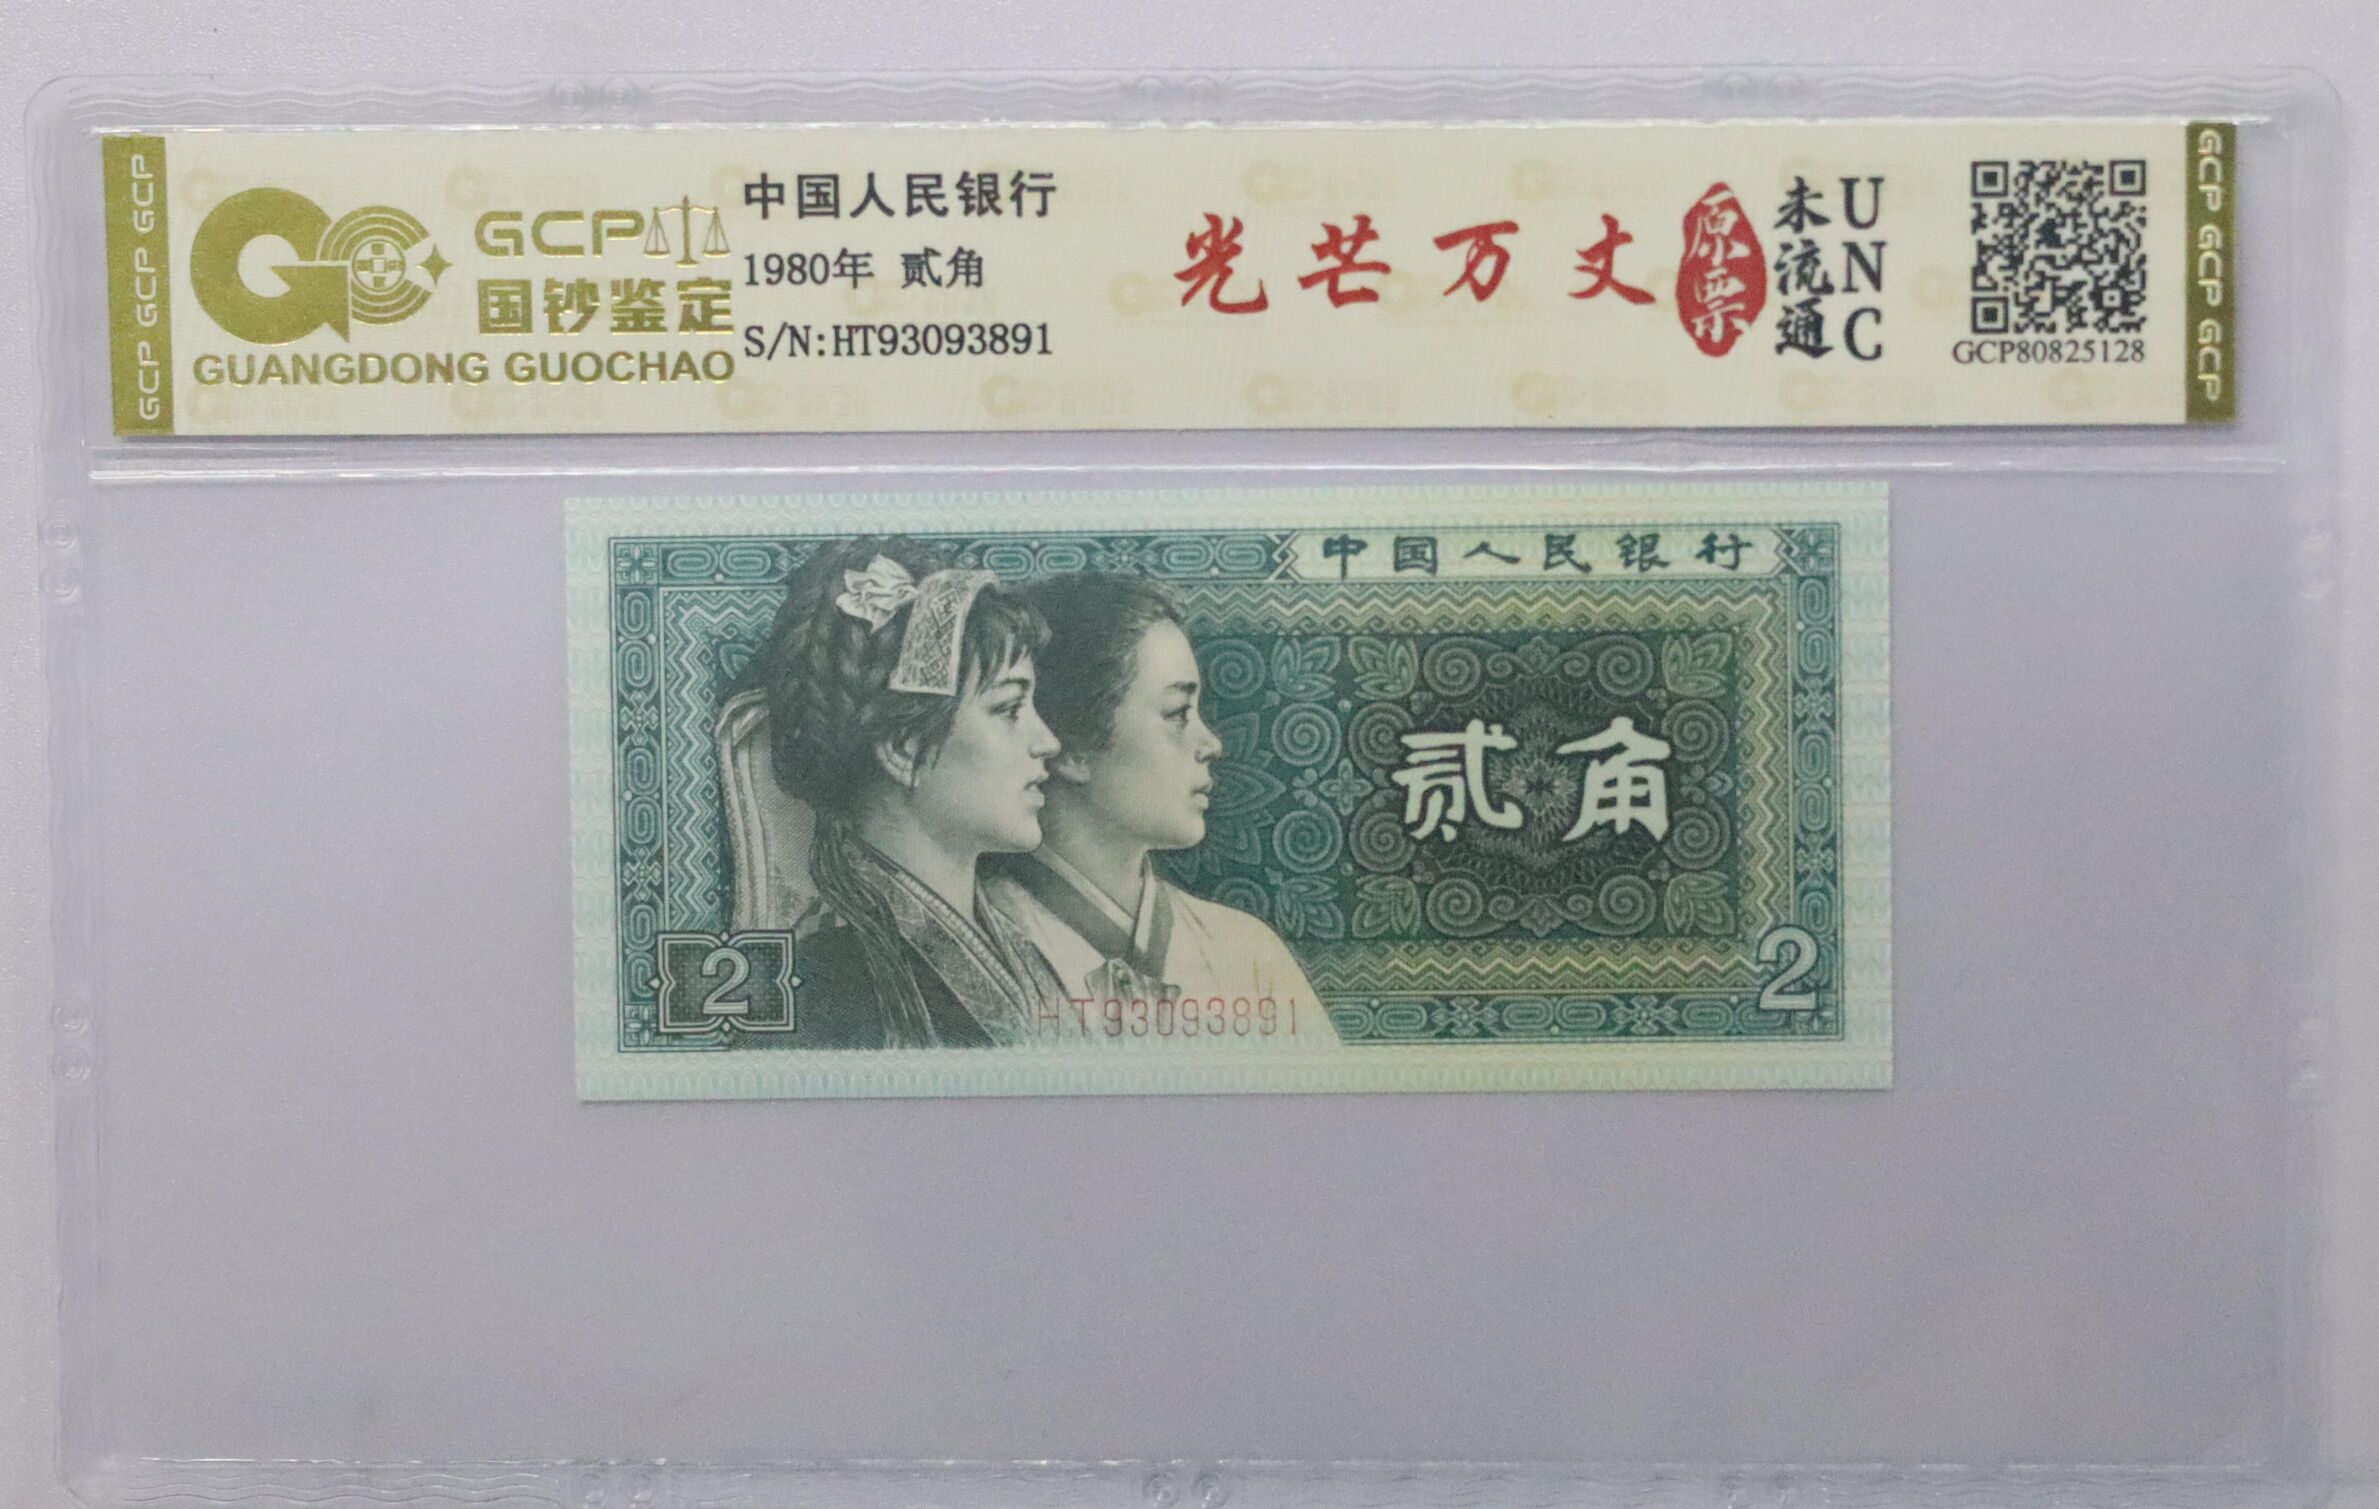 GCP GCP GCP
GCP
国钞鉴定
GUANGDONG GUOCHAO
中国人民银行
1980年 贰角
S/N:HT93093891
光芒万丈
原票
未流通
UNC
GCP80825128
GCP GCP GCP
中国人民银行
贰角
2
2
HT93093891